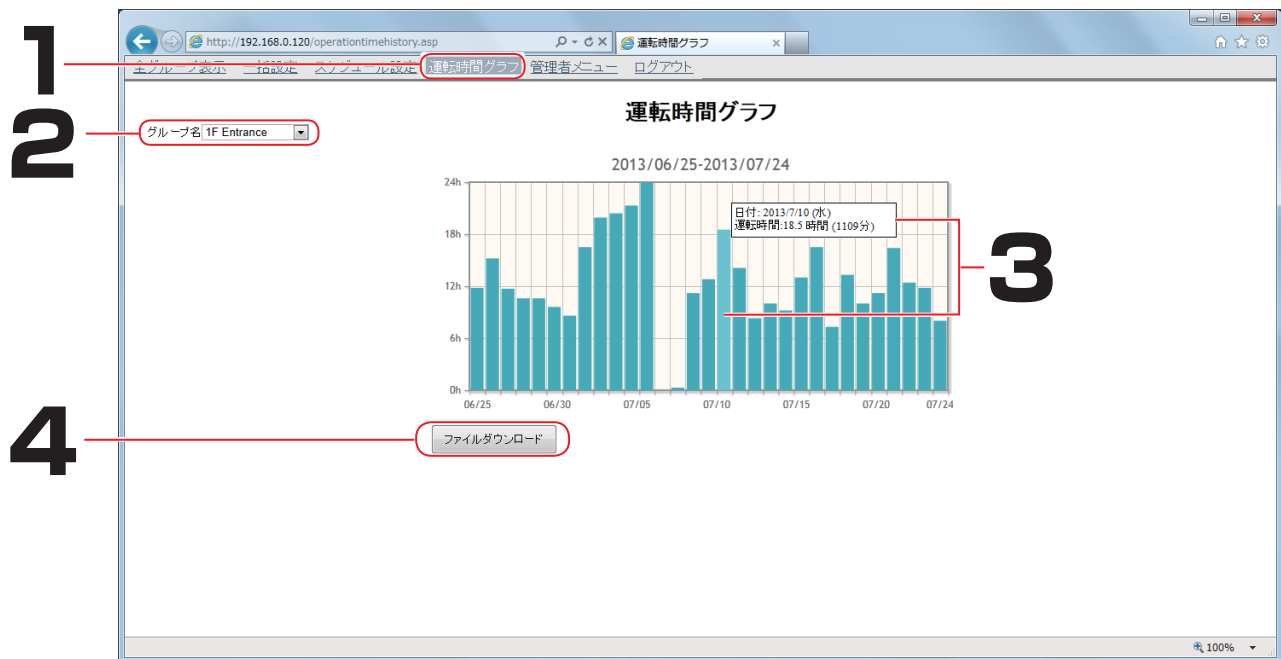 1
http://192.168.0.120/operationtimehistory.asp
運転時間グラフ
全グループ表示 一括設定 スケジュール設定 運転時間グラフ 管理者メニュー ログアウト
2
グループ名 1F Entrance
運転時間グラフ
2013/06/25-2013/07/24
24h
日付: 2013/7/10 (水)
運転時間:18.5 時間 (1109分)
18h
3
12h
6h
0h
06/25 06/30 07/05 07/10 07/15 07/20 07/24
4
ファイルダウンロード
100%